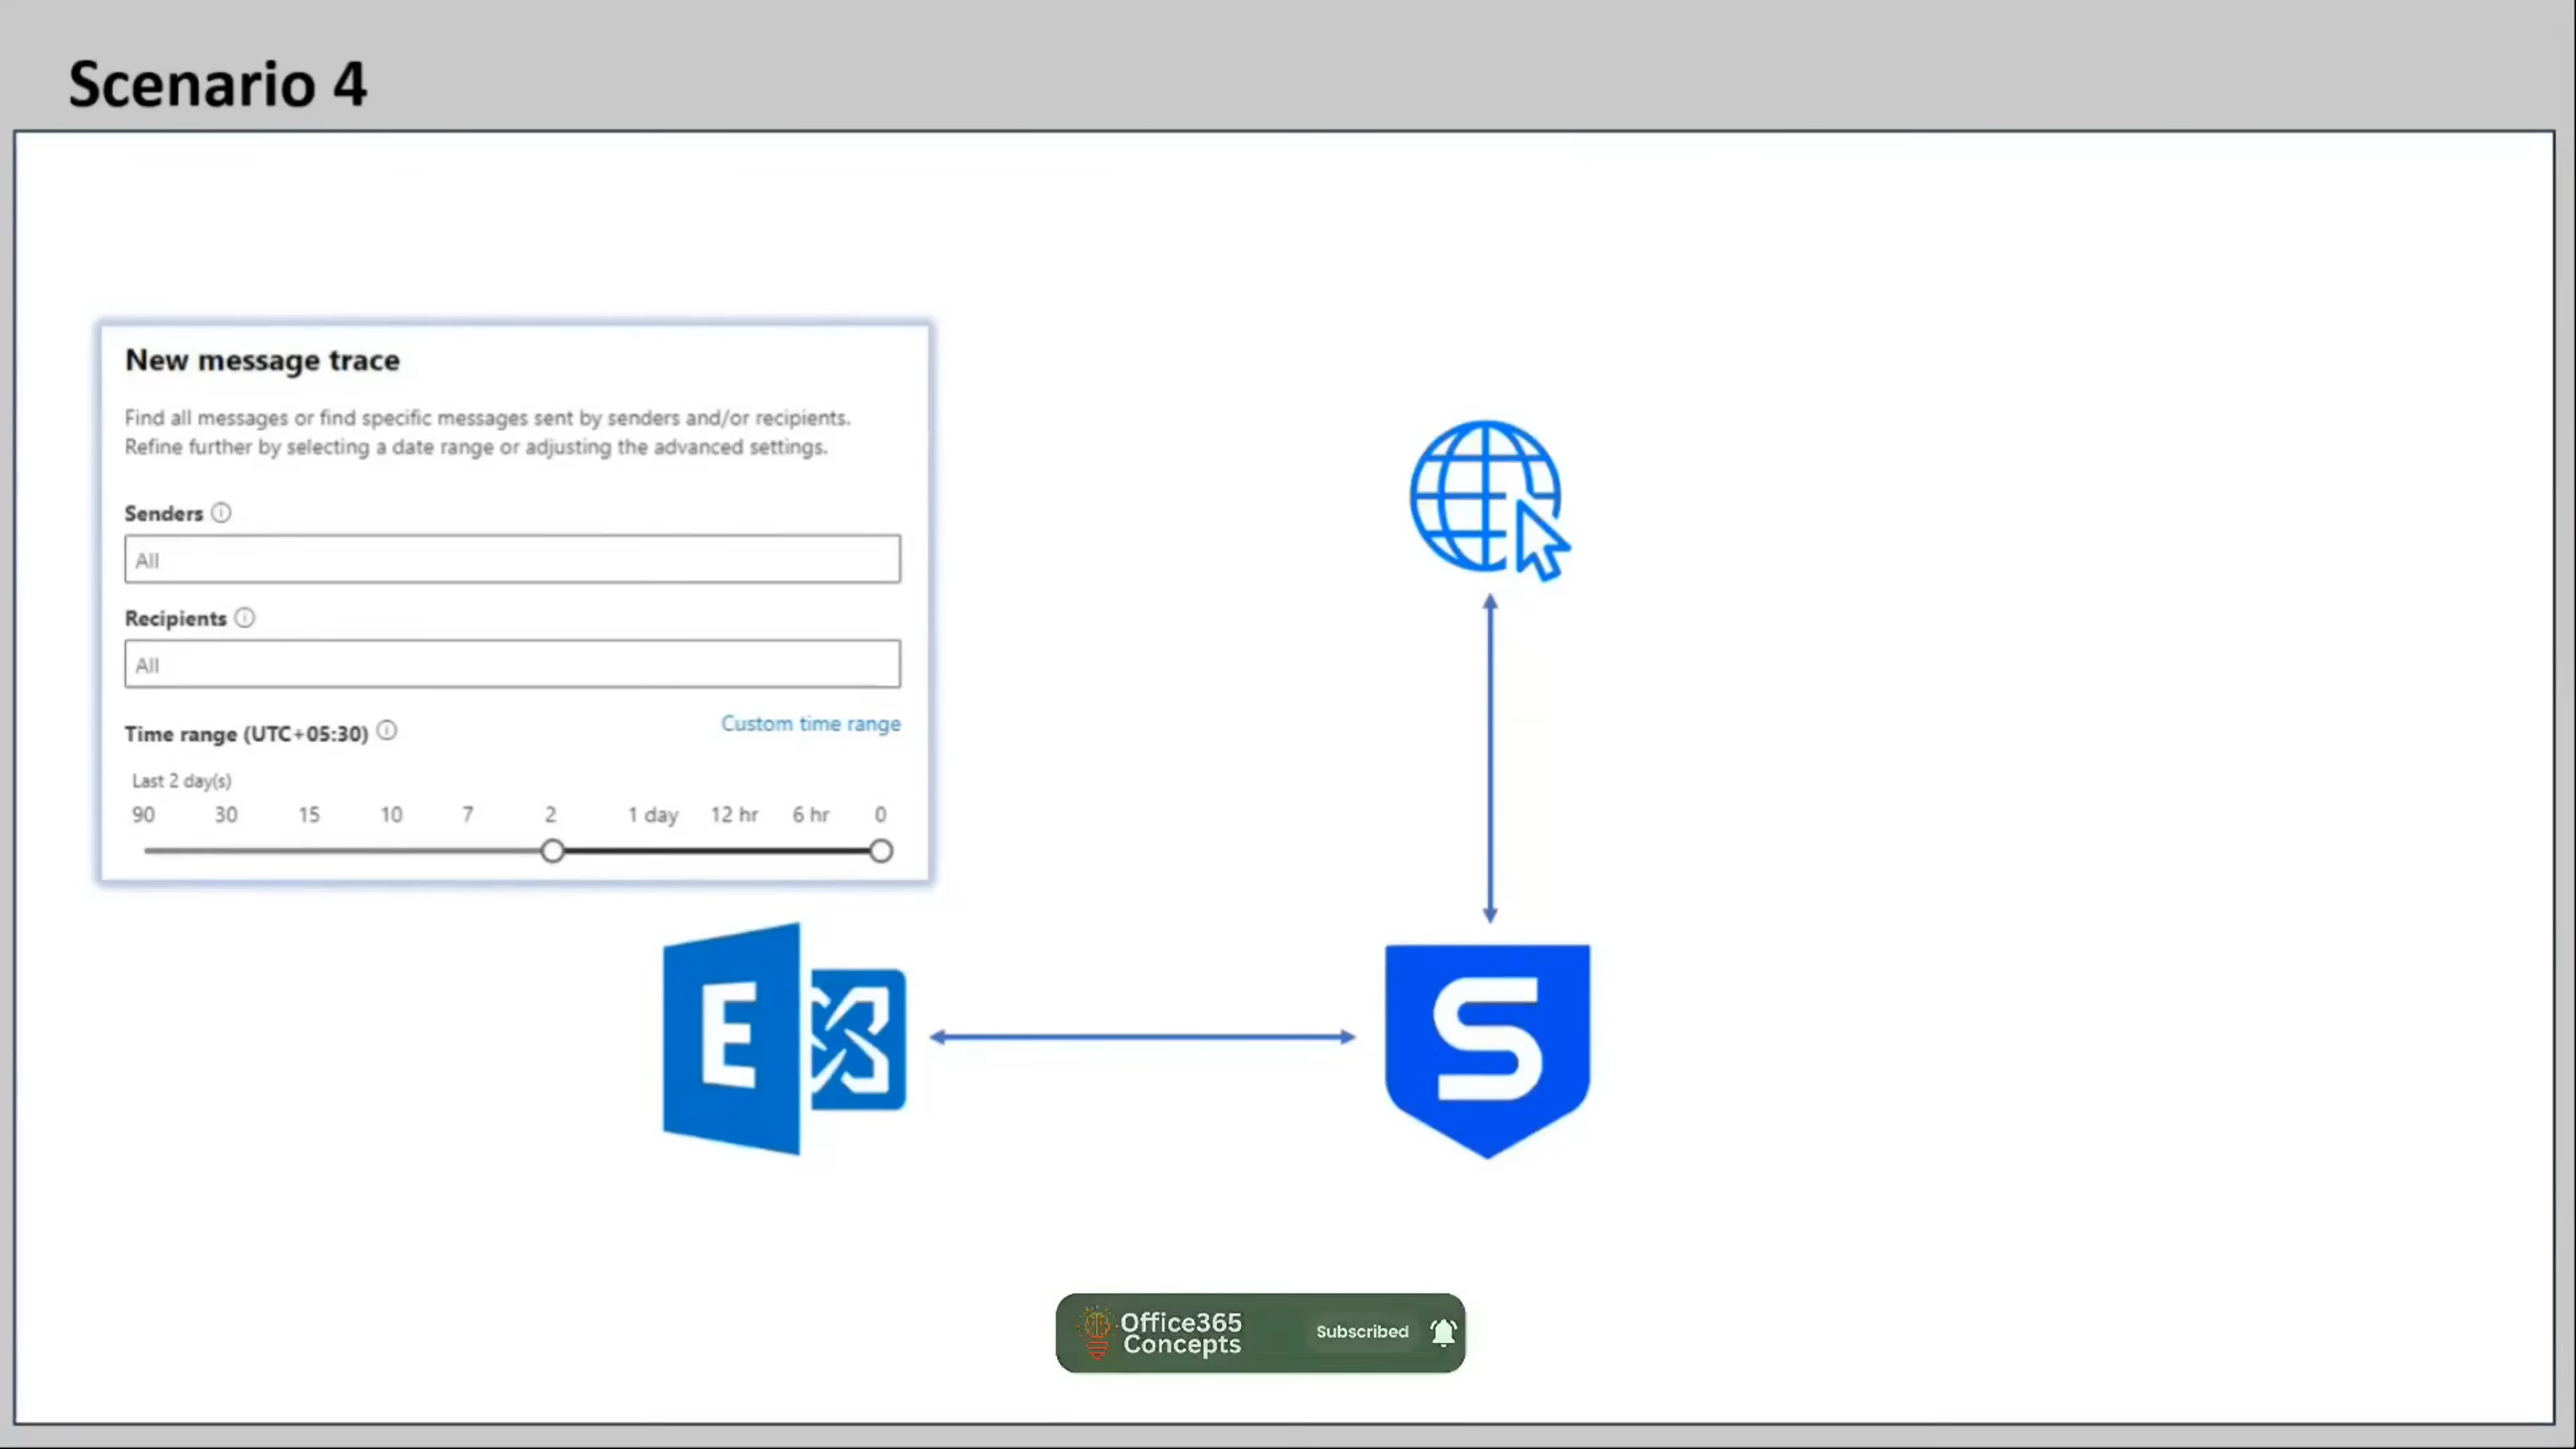 Scenario 4
New message trace
Find all messages or find specific messages sent by senders and/or recipients.
Refine further by selecting a date range or adjusting the advanced settings.
Senders
All
Recipients
All
Time range (UTC+05:30)
Custom time range
Last 2 day(s)
90 30 15 10 7 2 1 day 12 hr 6 hr 0
E
S
Office365
Concepts
Subscribed